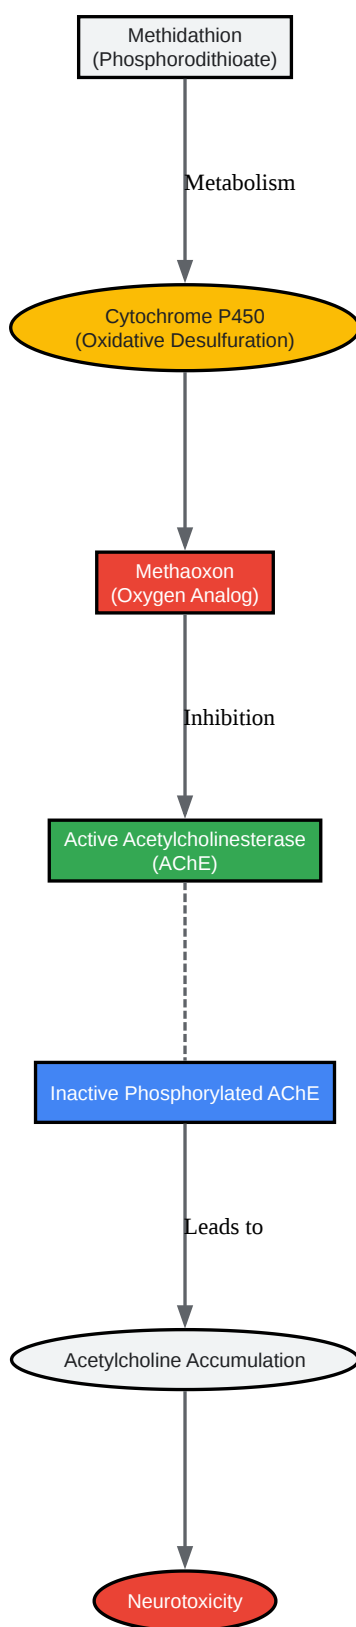 Methidathion
(Phosphorodithioate)
Metabolism
Cytochrome P450
(Oxidative Desulfuration)
Methaoxon
(Oxygen Analog)
Inhibition
Active Acetylcholinesterase
(AChE)
Inactive Phosphorylated AChE
Leads to
Acetylcholine Accumulation
Neurotoxicity